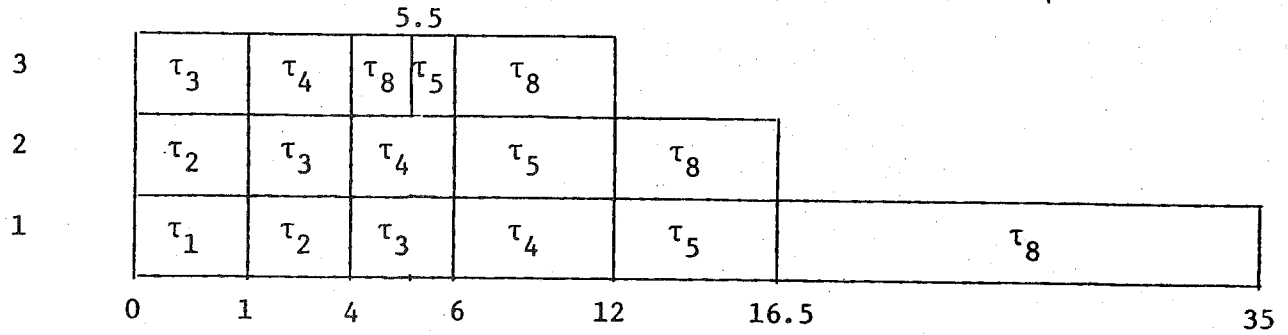 5.5
3 τ₃ τ₄ τ₈ τ₅ τ₈
2 τ₂ τ₃ τ₄ τ₅ τ₈
1 τ₁ τ₂ τ₃ τ₄ τ₅ τ₈
0 1 4 6 12 16.5 35